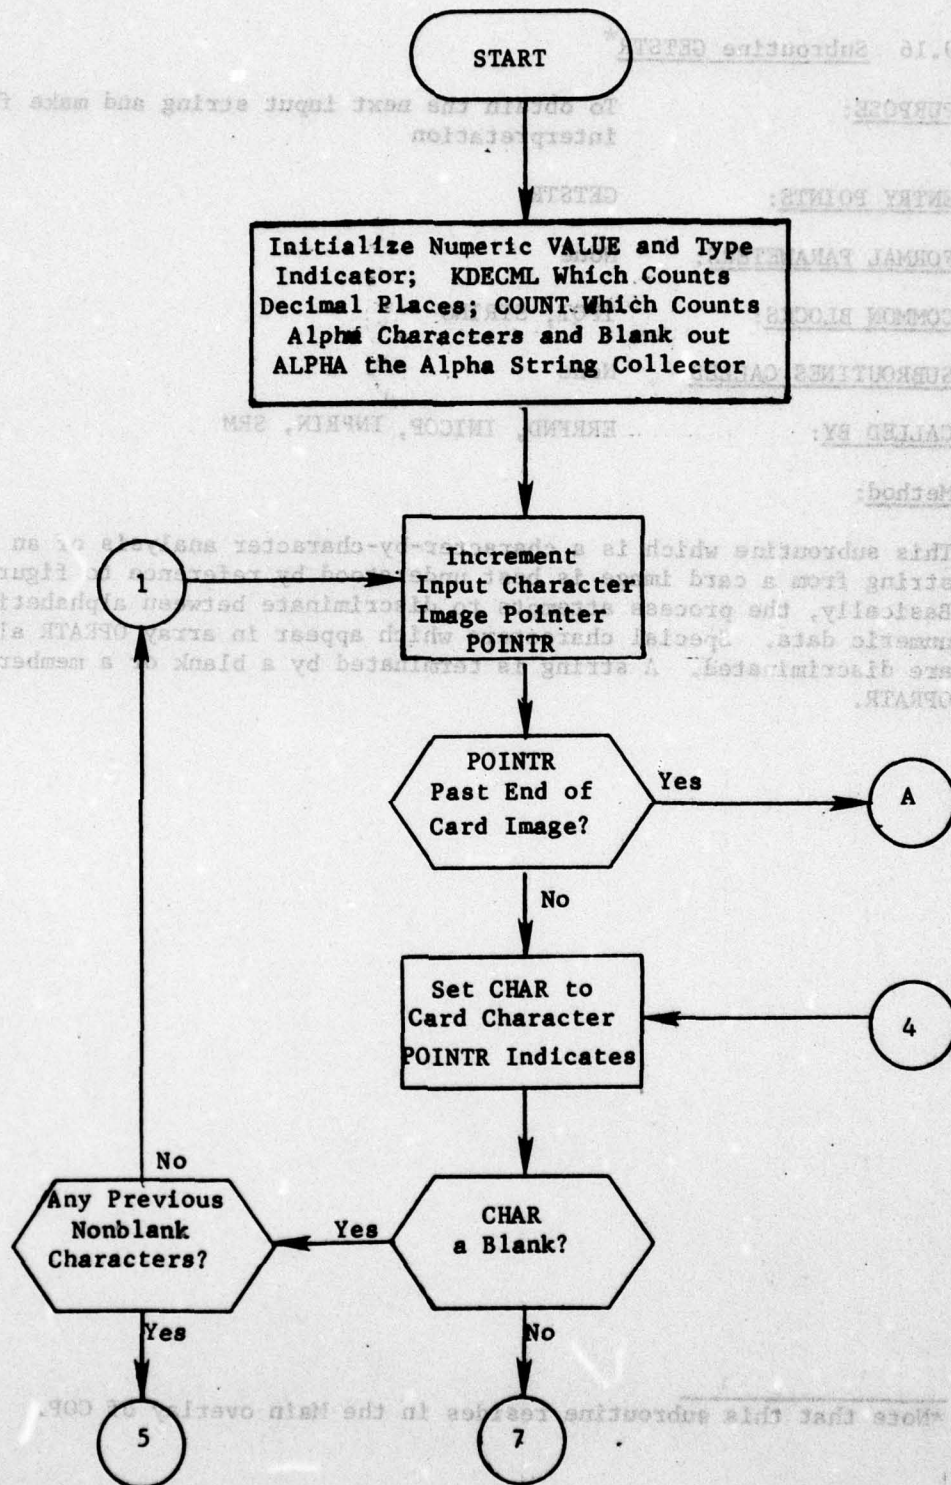 START
Initialize Numeric VALUE and Type
Indicator; KDECML Which Counts
Decimal Places; COUNT Which Counts
Alpha Characters and Blank out
ALPHA the Alpha String Collector
1
Increment
Input Character
Image Pointer
POINTR
POINTR
Past End of
Card Image?
Yes
A
No
Set CHAR to
Card Character
POINTR Indicates
4
No
Any Previous
Nonblank
Characters?
Yes
CHAR
a Blank?
Yes
No
5
7